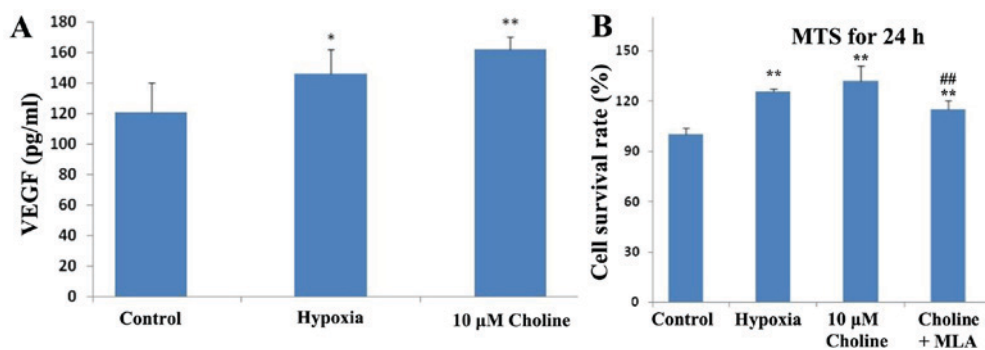 A
VEGF (pg/ml)
180
160
140
120
100
80
60
40
20
0
*
**
Control
Hypoxia
10 μM Choline
B
MTS for 24 h
Cell survival rate (%)
150
120
90
60
30
0
**
**
##
**
Control
Hypoxia
10 μM
Choline
Choline
+ MLA